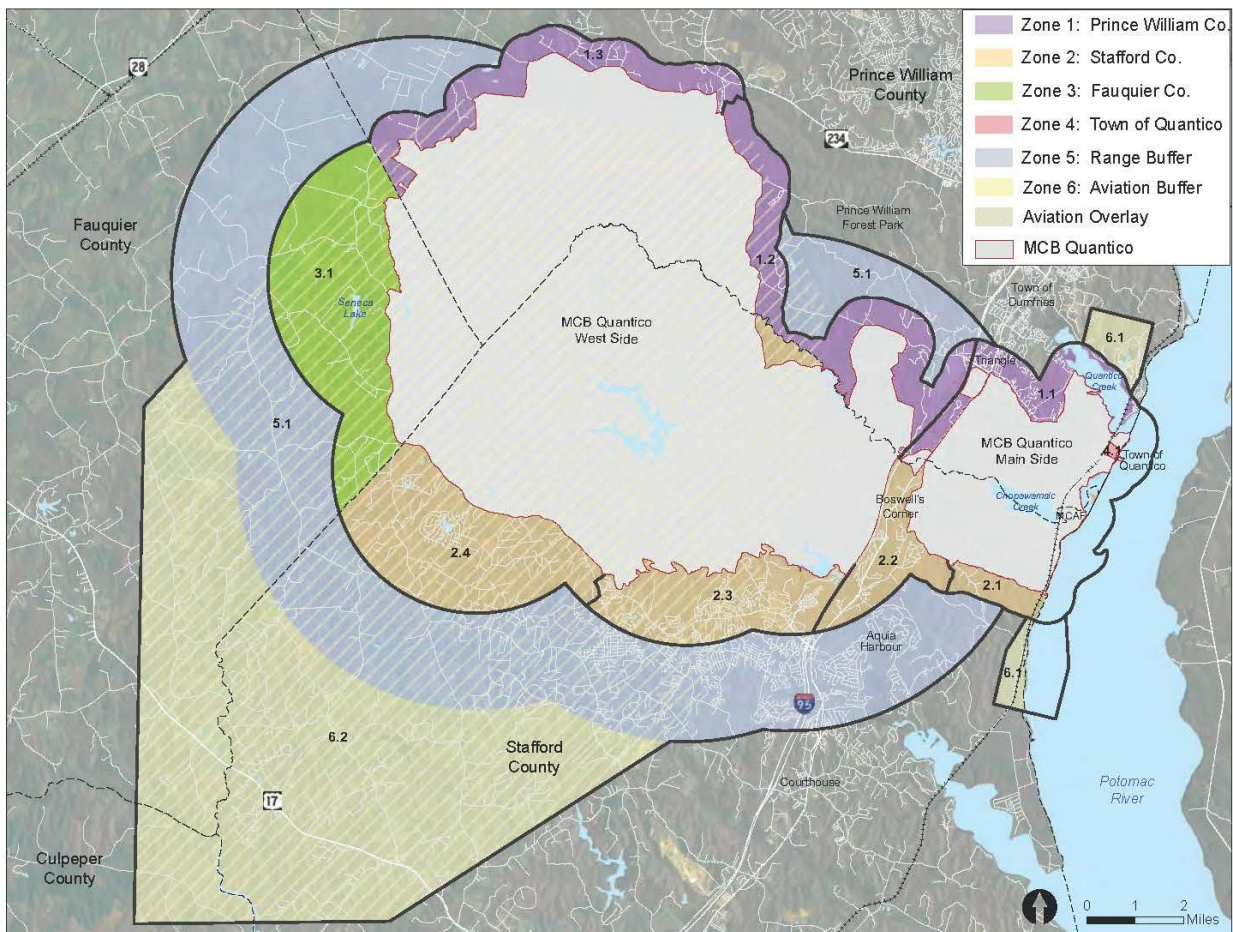 Zone 1: Prince William Co.
Zone 2: Stafford Co.
Zone 3: Fauquier Co.
Zone 4: Town of Quantico
Zone 5: Range Buffer
Zone 6: Aviation Buffer
Aviation Overlay
MCB Quantico
28
1.3
Prince William
County
234
Fauquier
County
Prince William
Forest Park
3.1
1.2
5.1
Town of
Dumfries
Seneca
Lake
MCB Quantico
West Side
6.1
Triangle
Quantico
Creek
1.1
5.1
MCB Quantico
Main Side
4.1
Town of
Quantico
Boswell's
Corner
Chopawamsic
Creek
MCAF
2.4
2.2
2.1
2.3
Aquia
Harbour
6.1
95
6.2
Stafford
County
Courthouse
Potomac
River
17
Culpeper
County
0 1 2
Miles